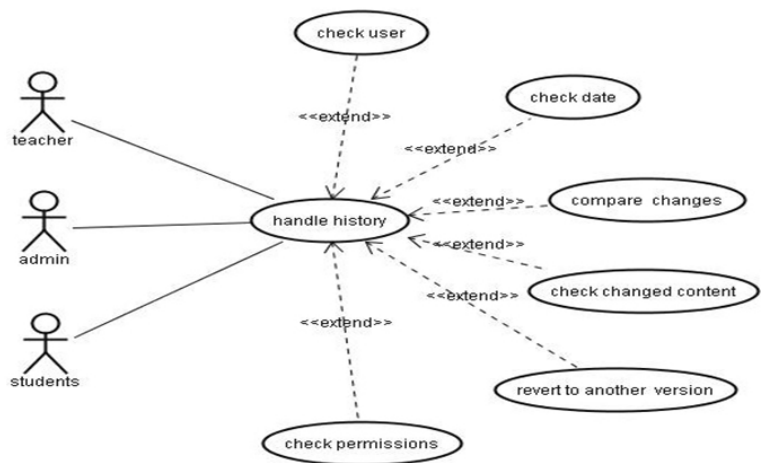 check user
check date
<<extend>>
teacher
<<extend>>
compare changes
<<extend>>
handle history
<<extend>>
admin
check changed content
<<extend>>
<<extend>>
students
revert to another version
check permissions